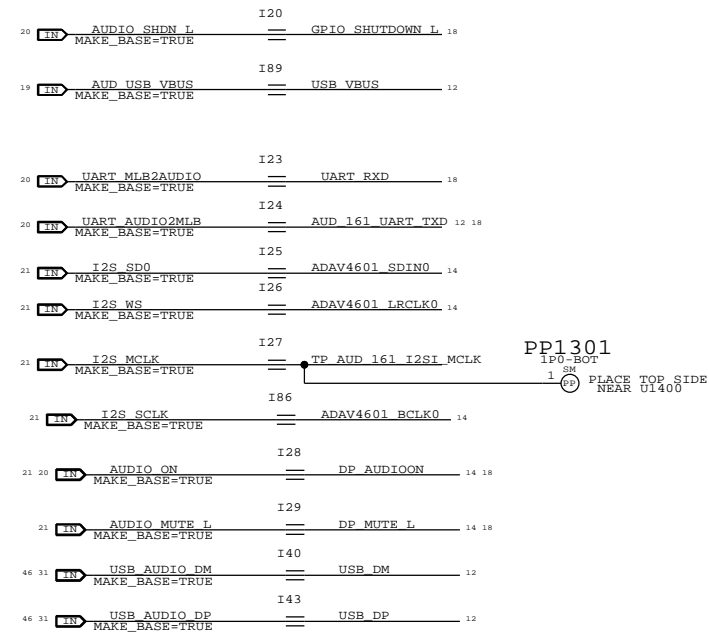 I20
20 IN AUDIO_SHDN_L GPIO_SHUTDOWN_L 18
MAKE_BASE=TRUE
I89
19 IN AUD_USB_VBUS USB_VBUS 12
MAKE_BASE=TRUE
I23
20 IN UART_MLB2AUDIO UART_RXD 18
MAKE_BASE=TRUE
I24
20 IN UART_AUDIO2MLB AUD_161_UART_TXD 12 18
MAKE_BASE=TRUE
I25
21 IN I2S_SD0 ADAV4601_SDIN0 14
MAKE_BASE=TRUE
I26
21 IN I2S_WS ADAV4601_LRCLK0 14
MAKE_BASE=TRUE
I27
21 IN I2S_MCLK TP_AUD_161_I2SI_MCLK
MAKE_BASE=TRUE
PP1301
1P0-BOT
SM
1 PP PLACE TOP SIDE
NEAR U1400
I86
21 IN I2S_SCLK ADAV4601_BCLK0 14
MAKE_BASE=TRUE
I28
21 20 IN AUDIO_ON DP_AUDIOON 14 18
MAKE_BASE=TRUE
I29
21 IN AUDIO_MUTE_L DP_MUTE_L 14 18
MAKE_BASE=TRUE
I40
46 31 IN USB_AUDIO_DM USB_DM 12
MAKE_BASE=TRUE
I43
46 31 IN USB_AUDIO_DP USB_DP 12
MAKE_BASE=TRUE